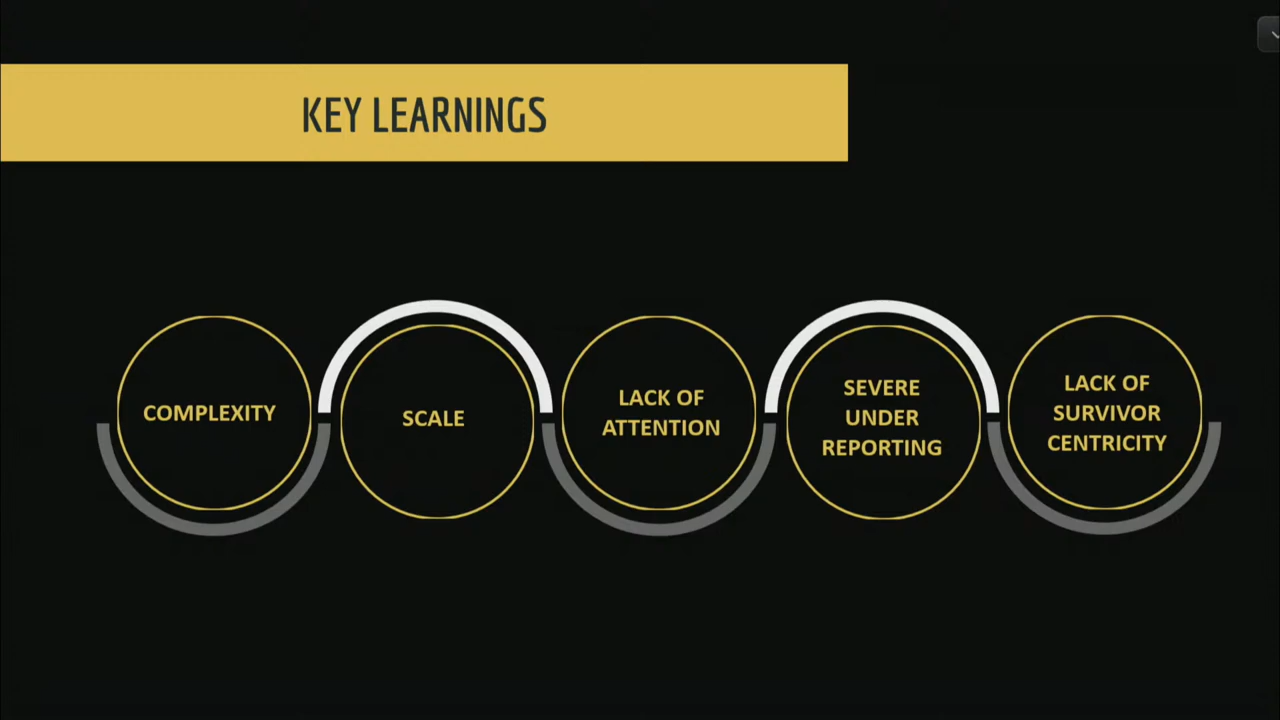 KEY LEARNINGS
COMPLEXITY
SCALE
LACK OF
ATTENTION
SEVERE
UNDER
REPORTING
LACK OF
SURVIVOR
CENTRICITY